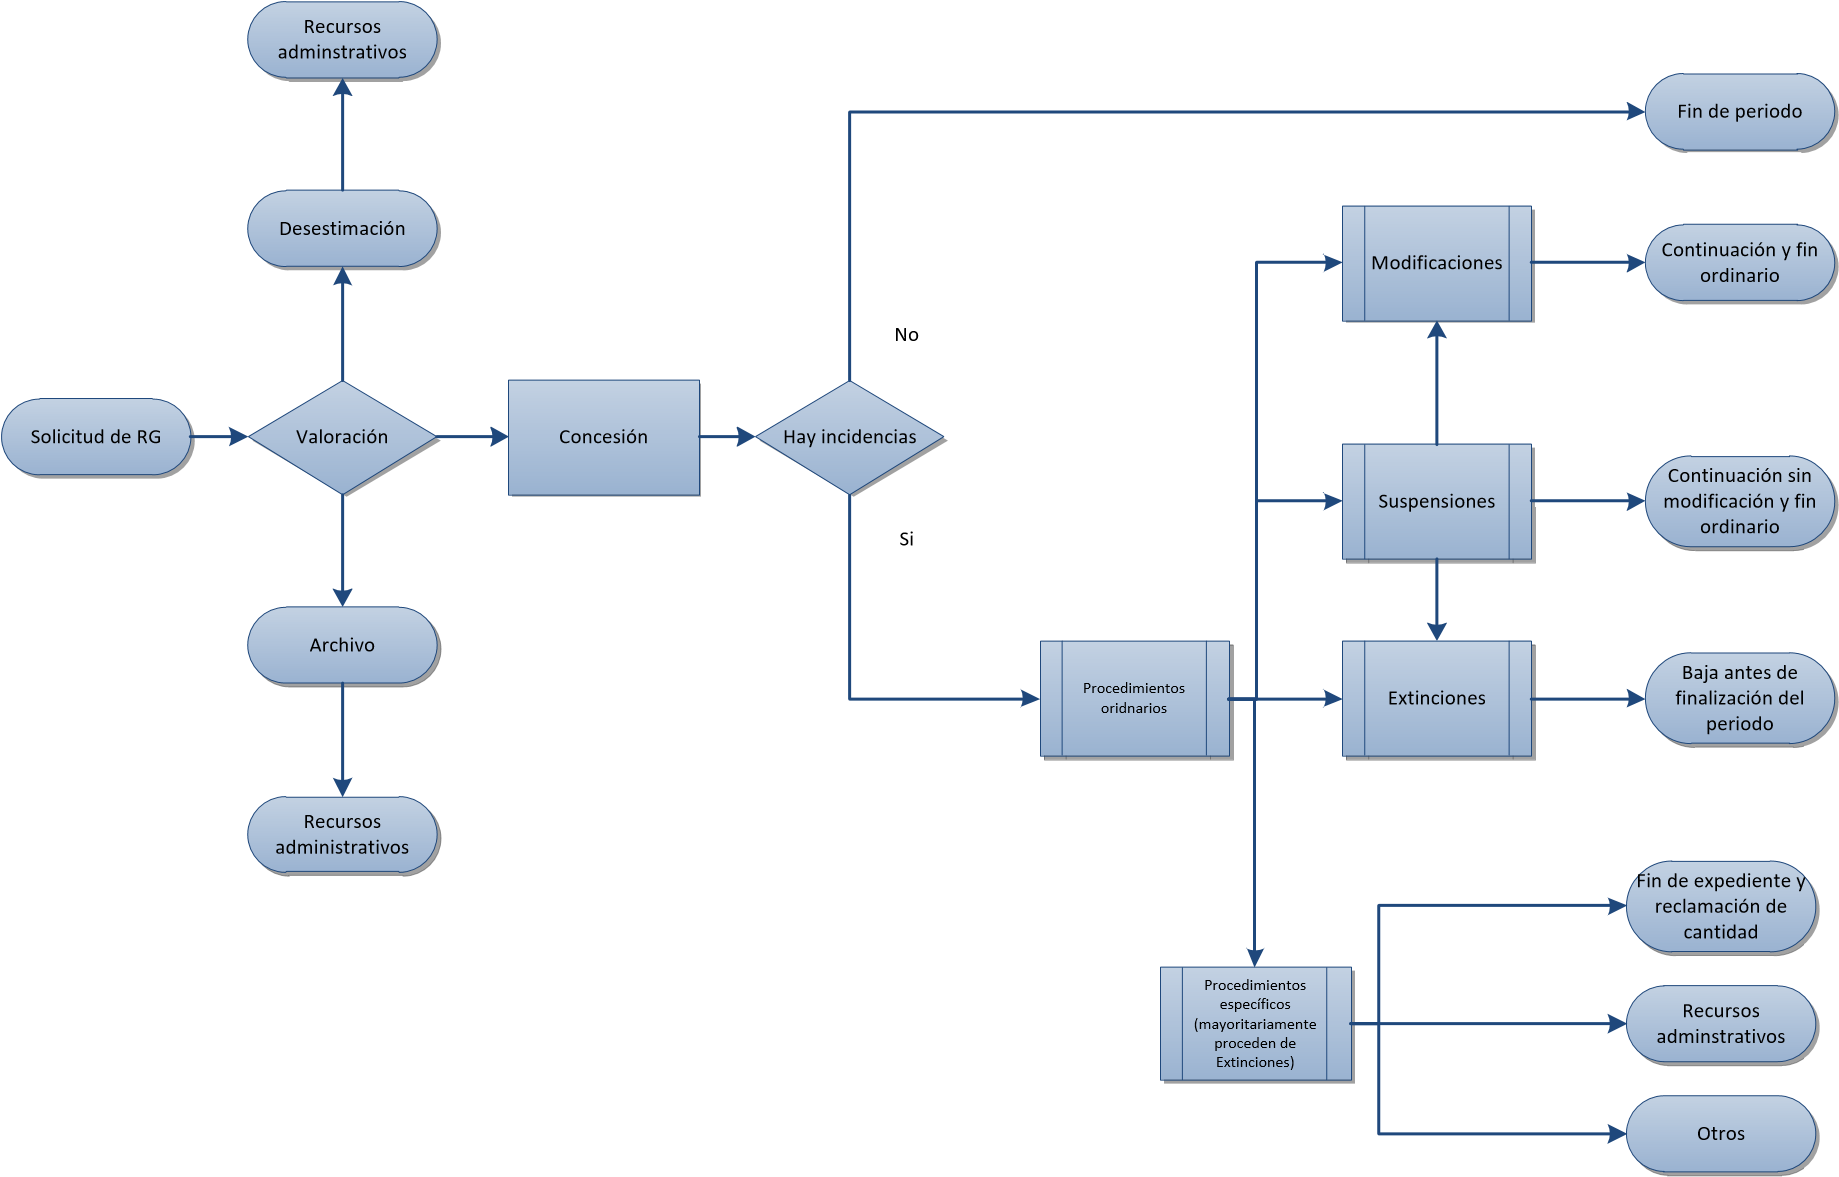 Recursos
adminstrativos
Desestimación
Solicitud de RG
Valoración
Concesión
Hay incidencias
Archivo
Recursos
administrativos
No
Si
Fin de periodo
Modificaciones
Continuación y fin
ordinario
Suspensiones
Continuación sin
modificación y fin
ordinario
Procedimientos
oridnarios
Extinciones
Baja antes de
finalización del
periodo
Procedimientos
específicos
(mayoritariamente
proceden de
Extinciones)
Fin de expediente y
reclamación de
cantidad
Recursos
adminstrativos
Otros